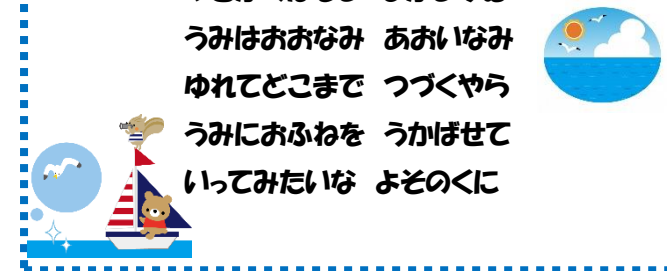 うみはおおなみ あおいなみ
ゆれてどこまで つづくやら
うみにおふねを うかばせて
いってみたいな よそのくに